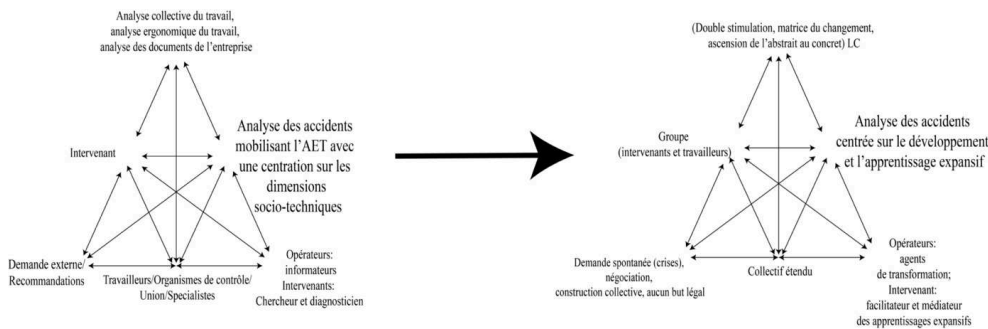 Analyse collective du travail,
analyse ergonomique du travail,
analyse des documents de l'entreprise
Intervenant
Analyse des accidents
mobilisant l'AET avec
une centration sur les
dimensions
socio-techniques
Demande externe/
Recommandations
Travailleurs/Organismes de contrôle/
Union/Specialistes
Opérateurs:
informateurs
Intervenants:
Chercheur et diagnosticien
(Double stimulation, matrice du changement,
ascension de l'abstrait au concret) LC
Groupe
(intervenants et travailleurs)
Analyse des accidents
centrée sur le développement
et l'apprentissage expansif
Demande spontanée (crises),
négociation,
construction collective, aucun but légal
Collectif étendu
Opérateurs:
agents
de transformation;
Intervenant:
facilitateur et médiateur
des apprentissages expansifs